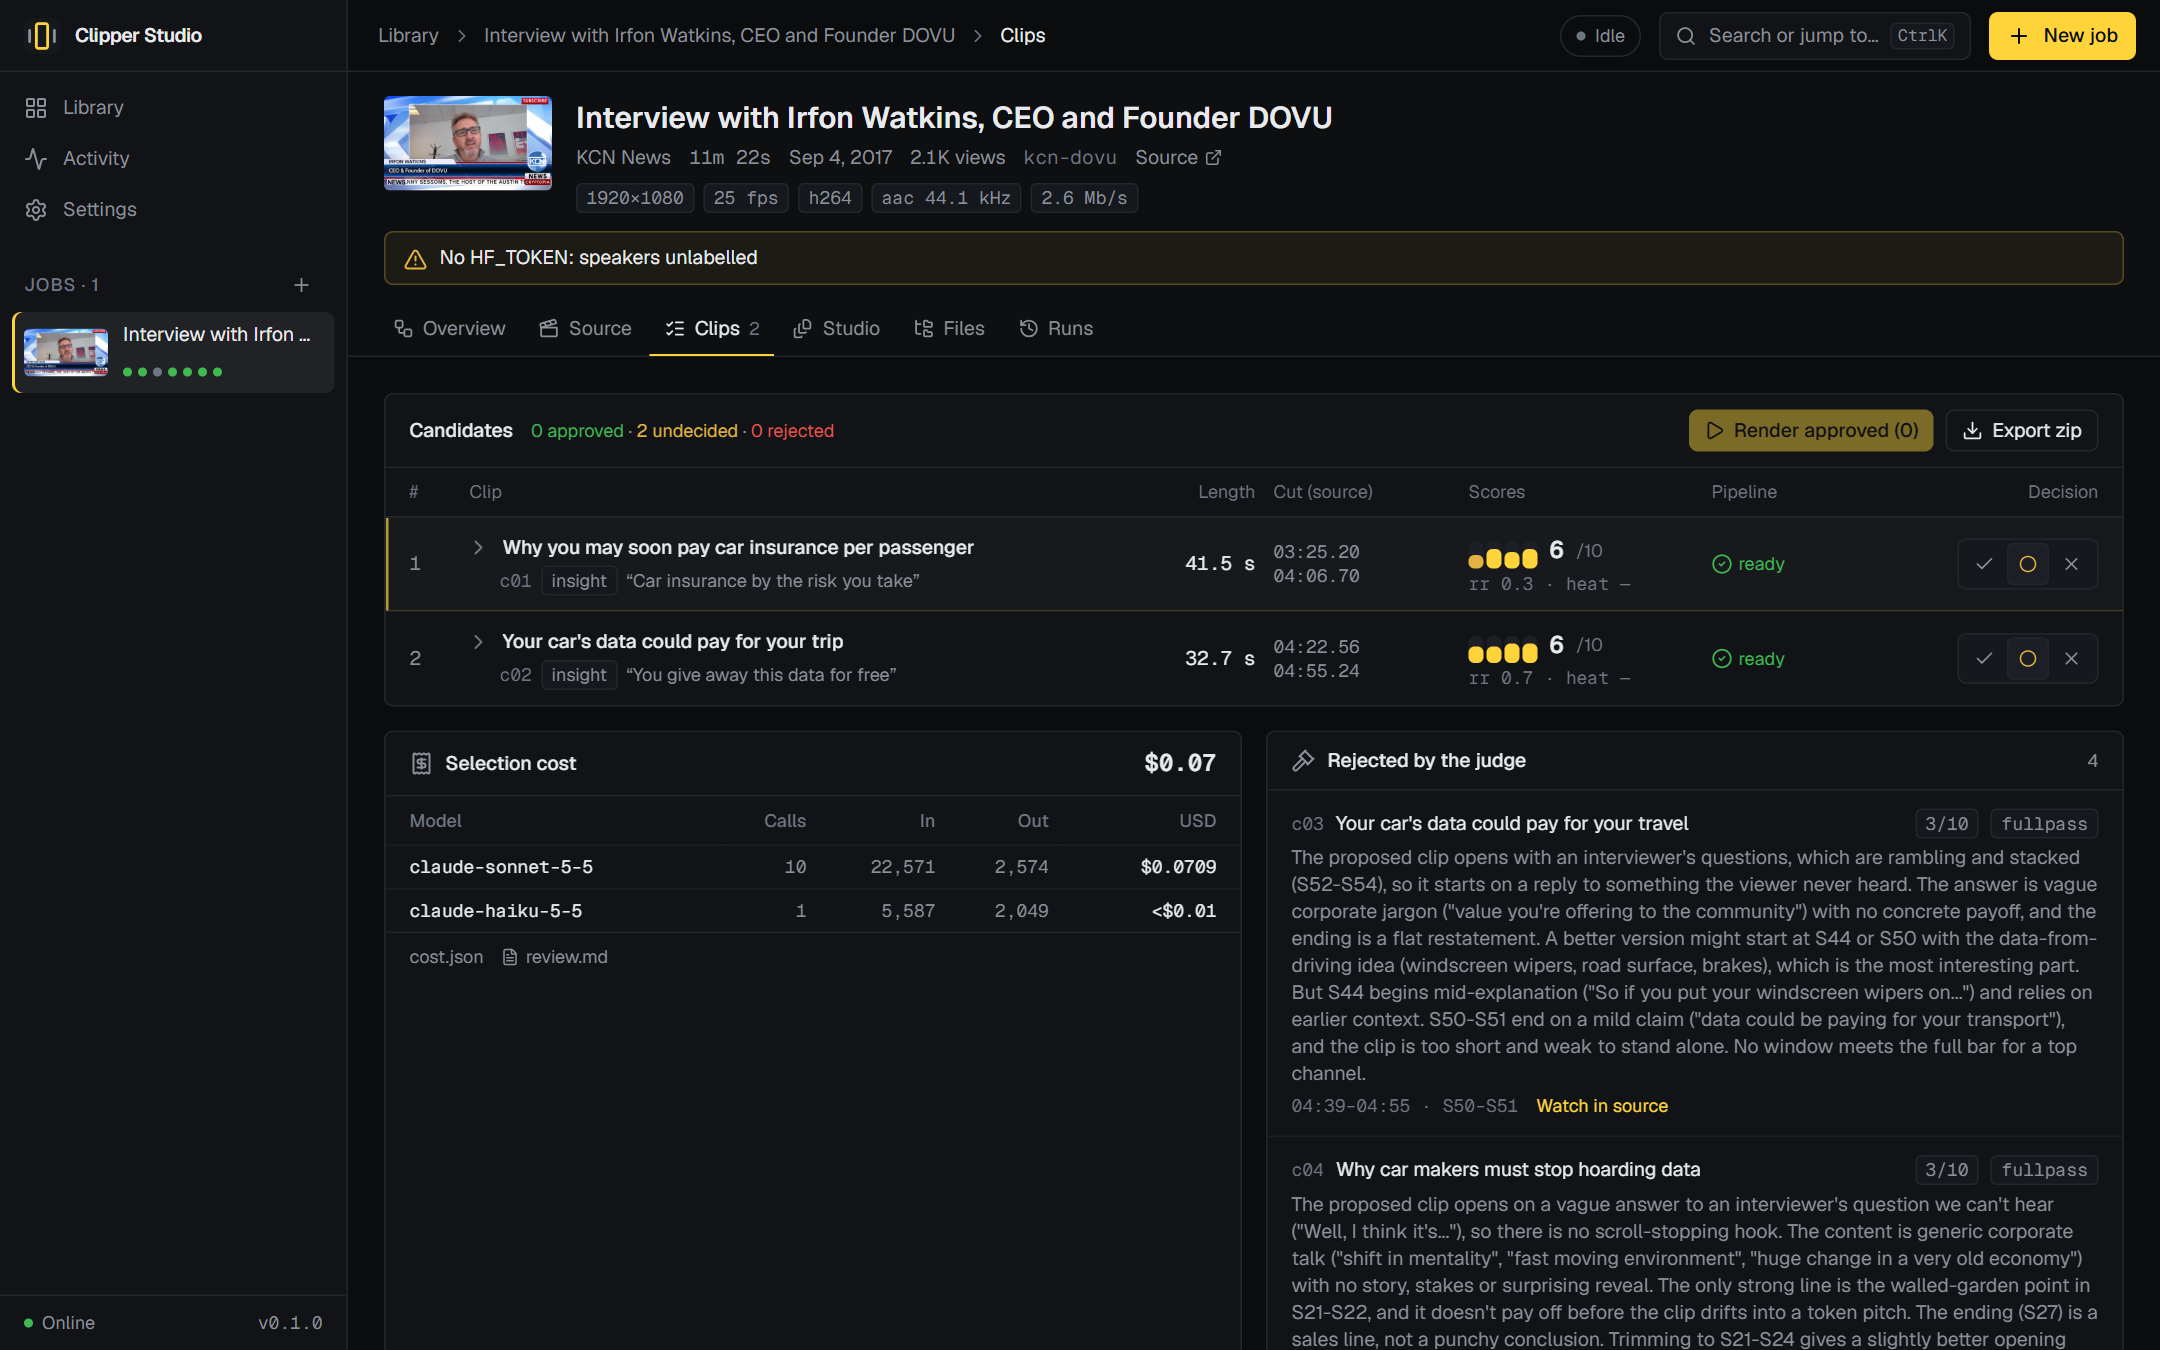 Clipper Studio
Library
Activity
Settings
JOBS · 1
Interview with Irfon ...
Online
v0.1.0
Library > Interview with Irfon Watkins, CEO and Founder DOVU > Clips
Idle
Search or jump to...
CtrlK
New job
SUBSCRIBE
IRFON WATKINS
CEO & Founder of DOVU
NEWS
Interview with Irfon Watkins, CEO and Founder DOVU
KCN News 11m 22s Sep 4, 2017 2.1K views kcn-dovu Source
1920×1080 25 fps h264 aac 44.1 kHz 2.6 Mb/s
No HF_TOKEN: speakers unlabelled
Overview Source Clips 2 Studio Files Runs
Candidates 0 approved · 2 undecided · 0 rejected
Render approved (0) Export zip
# Clip Length Cut (source) Scores Pipeline Decision
1 Why you may soon pay car insurance per passenger
c01 insight “Car insurance by the risk you take”
41.5 s
03:25.20
04:06.70
6 /10
rr 0.3 · heat —
ready
2 Your car's data could pay for your trip
c02 insight “You give away this data for free”
32.7 s
04:22.56
04:55.24
6 /10
rr 0.7 · heat —
ready
Selection cost $0.07
Model Calls In Out USD
claude-sonnet-5-5 10 22,571 2,574 $0.0709
claude-haiku-5-5 1 5,587 2,049 <$0.01
cost.json review.md
Rejected by the judge 4
c03 Your car's data could pay for your travel 3/10 fullpass
The proposed clip opens with an interviewer's questions, which are rambling and stacked
(S52-S54), so it starts on a reply to something the viewer never heard. The answer is vague
corporate jargon ("value you're offering to the community") with no concrete payoff, and the
ending is a flat restatement. A better version might start at S44 or S50 with the data-from-
driving idea (windscreen wipers, road surface, brakes), which is the most interesting part.
But S44 begins mid-explanation ("So if you put your windscreen wipers on...") and relies on
earlier context. S50-S51 end on a mild claim ("data could be paying for your transport"),
and the clip is too short and weak to stand alone. No window meets the full bar for a top
channel.
04:39–04:55 · S50–S51 Watch in source
c04 Why car makers must stop hoarding data 3/10 fullpass
The proposed clip opens on a vague answer to an interviewer's question we can't hear
("Well, I think it's..."), so there is no scroll-stopping hook. The content is generic corporate
talk ("shift in mentality", "fast moving environment", "huge change in a very old economy")
with no story, stakes or surprising reveal. The only strong line is the walled-garden point in
S21-S22, and it doesn't pay off before the clip drifts into a token pitch. The ending (S27) is a
sales line, not a punchy conclusion. Trimming to S21-S24 gives a slightly better opening